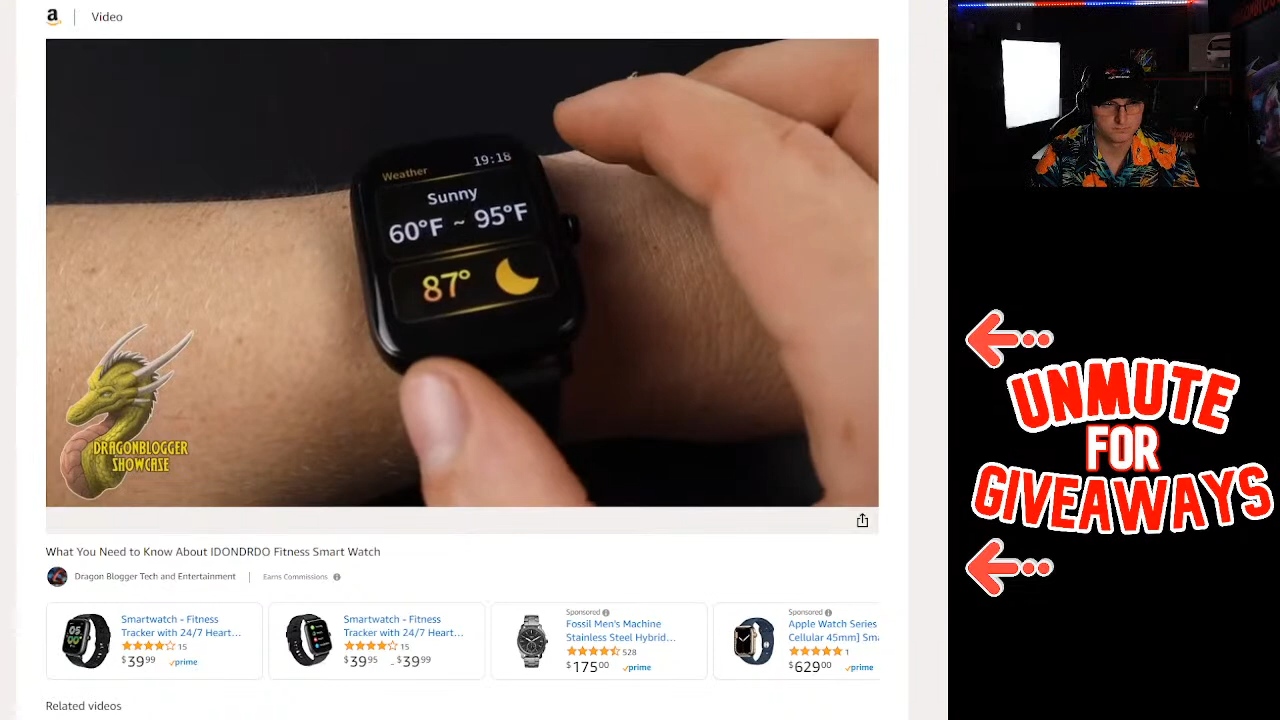 a | Video
Weather 19:18
Sunny
60°F ~ 95°F
87°
DRAGONBLOGGER
SHOWCASE
What You Need to Know About IDONDRDO Fitness Smart Watch
Dragon Blogger Tech and Entertainment | Earns Commissions
Smartwatch - Fitness
Tracker with 24/7 Heart...
15
$39.99
prime
Smartwatch - Fitness
Tracker with 24/7 Heart...
15
$39.95 - $39.99
Sponsored
Fossil Men's Machine
Stainless Steel Hybrid...
528
$175.00 prime
Sponsored
Apple Watch Series
Cellular 45mm] Sma
1
$629.00 prime
Related videos
UNMUTE
FOR
GIVEAWAYS